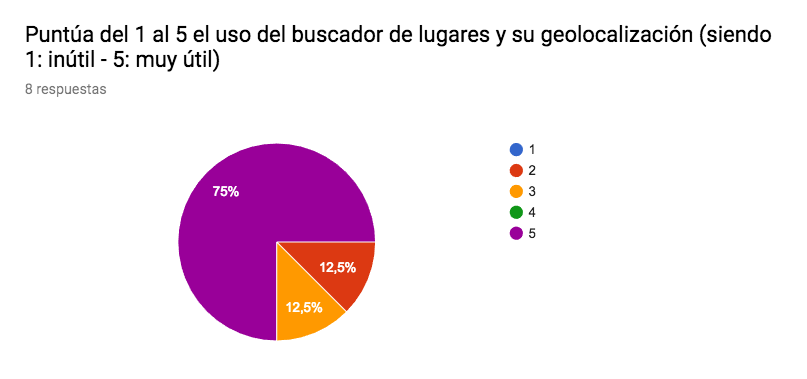 Puntúa del 1 al 5 el uso del buscador de lugares y su geolocalización (siendo
1: inútil - 5: muy útil)
8 respuestas
75%
12,5%
12,5%
1
2
3
4
5